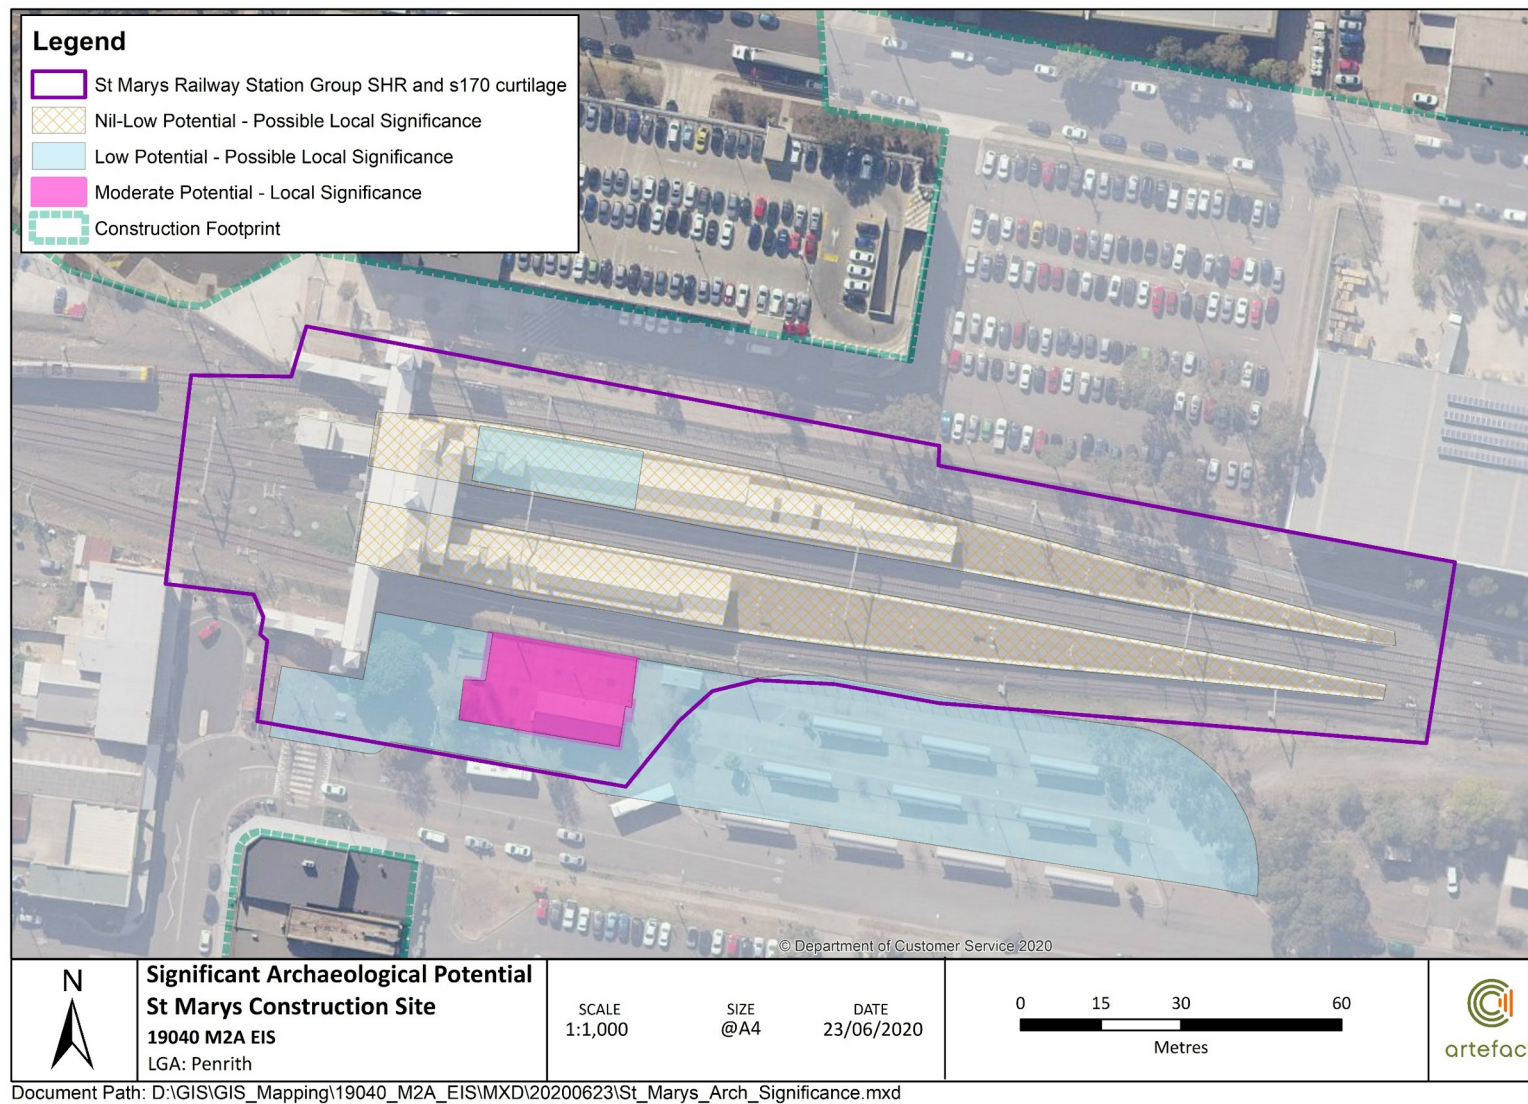 Legend
St Marys Railway Station Group SHR and s170 curtilage
Nil-Low Potential - Possible Local Significance
Low Potential - Possible Local Significance
Moderate Potential - Local Significance
Construction Footprint
© Department of Customer Service 2020
N
Significant Archaeological Potential
St Marys Construction Site
19040 M2A EIS
LGA: Penrith
SCALE
1:1,000
SIZE
@A4
DATE
23/06/2020
0 15 30 60
Metres
artefac
Document Path: D:\GIS\GIS_Mapping\19040_M2A_EIS\MXD\20200623\St_Marys_Arch_Significance.mxd